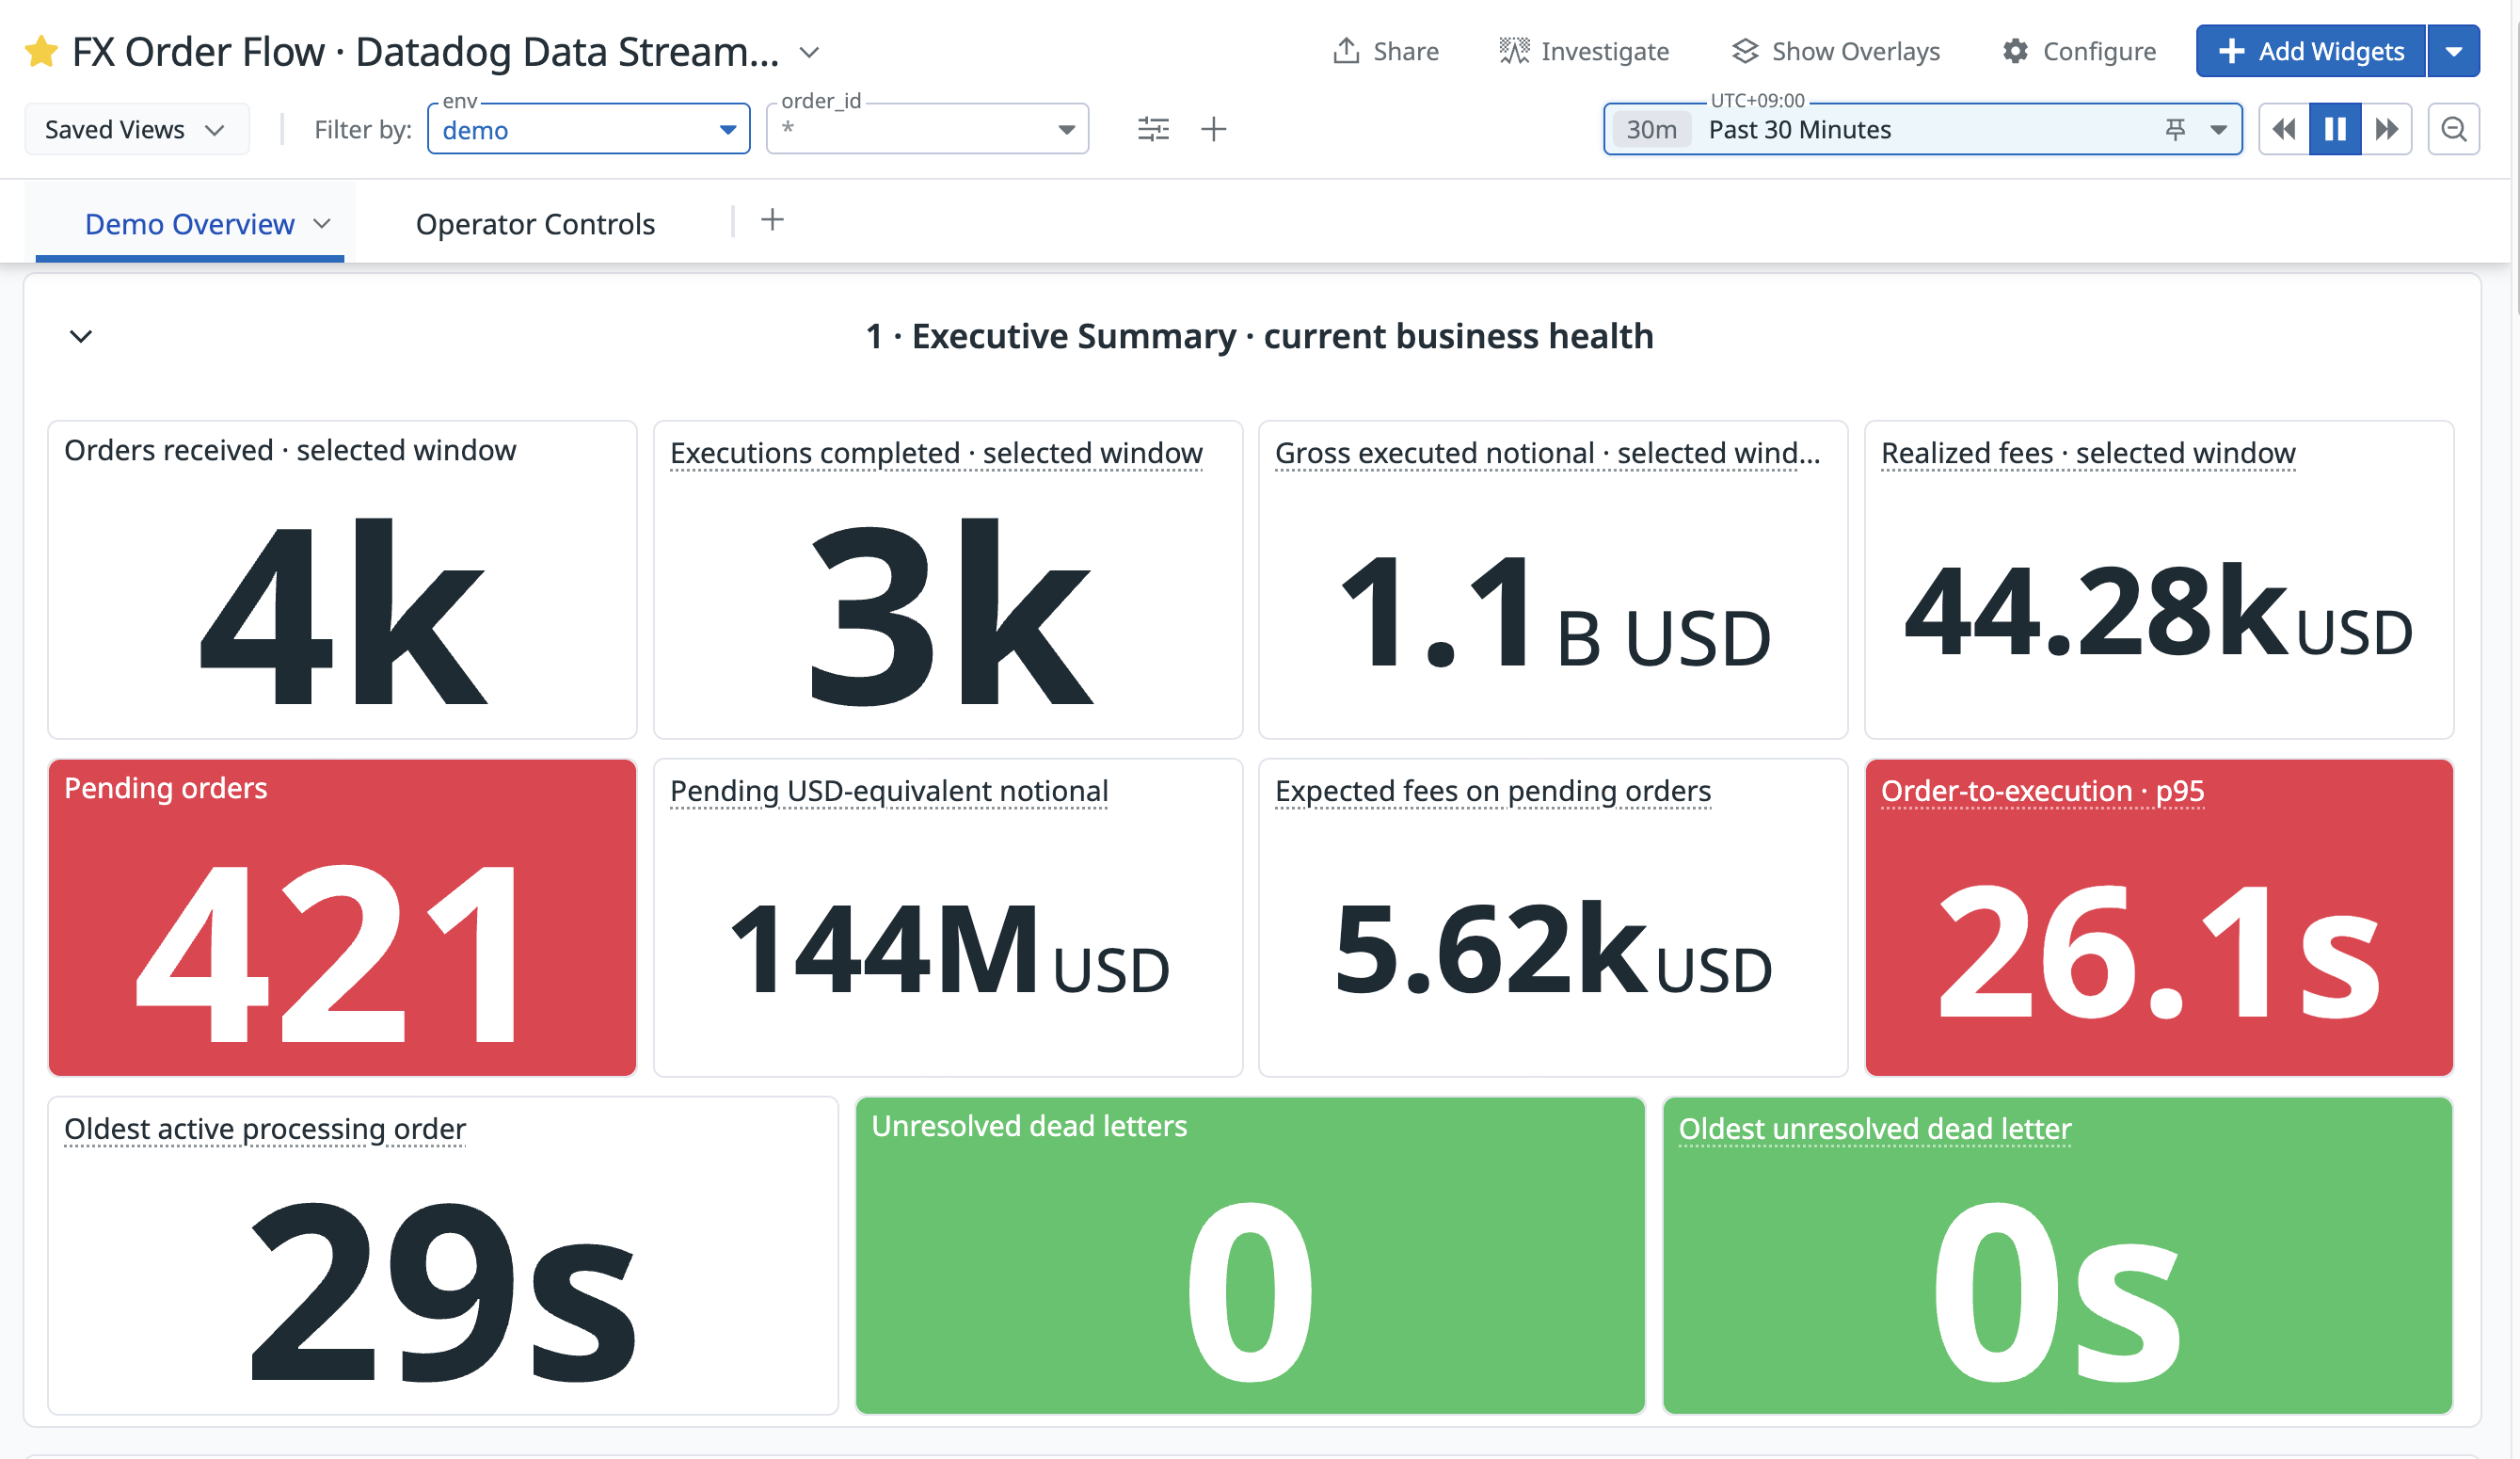 FX Order Flow · Datadog Data Stream...
Share
Investigate
Show Overlays
Configure
Add Widgets
Saved Views
Filter by:
env
demo
order_id
*
UTC+09:00
30m
Past 30 Minutes
Demo Overview
Operator Controls
1 · Executive Summary · current business health
Orders received · selected window
4k
Executions completed · selected window
3k
Gross executed notional · selected wind...
1.1 B USD
Realized fees · selected window
44.28k USD
Pending orders
421
Pending USD-equivalent notional
144M USD
Expected fees on pending orders
5.62k USD
Order-to-execution · p95
26.1s
Oldest active processing order
29s
Unresolved dead letters
0
Oldest unresolved dead letter
0s